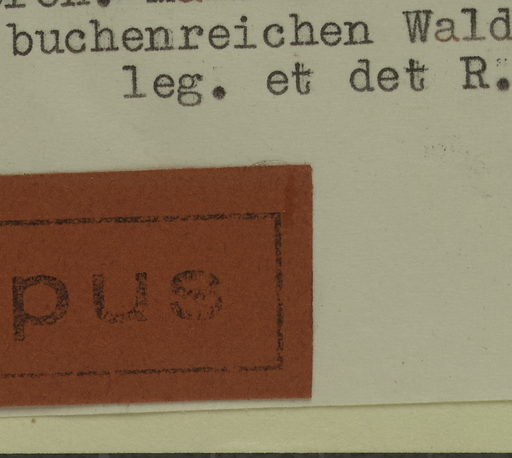 buchenreichen Wald
leg. et det R.
pus